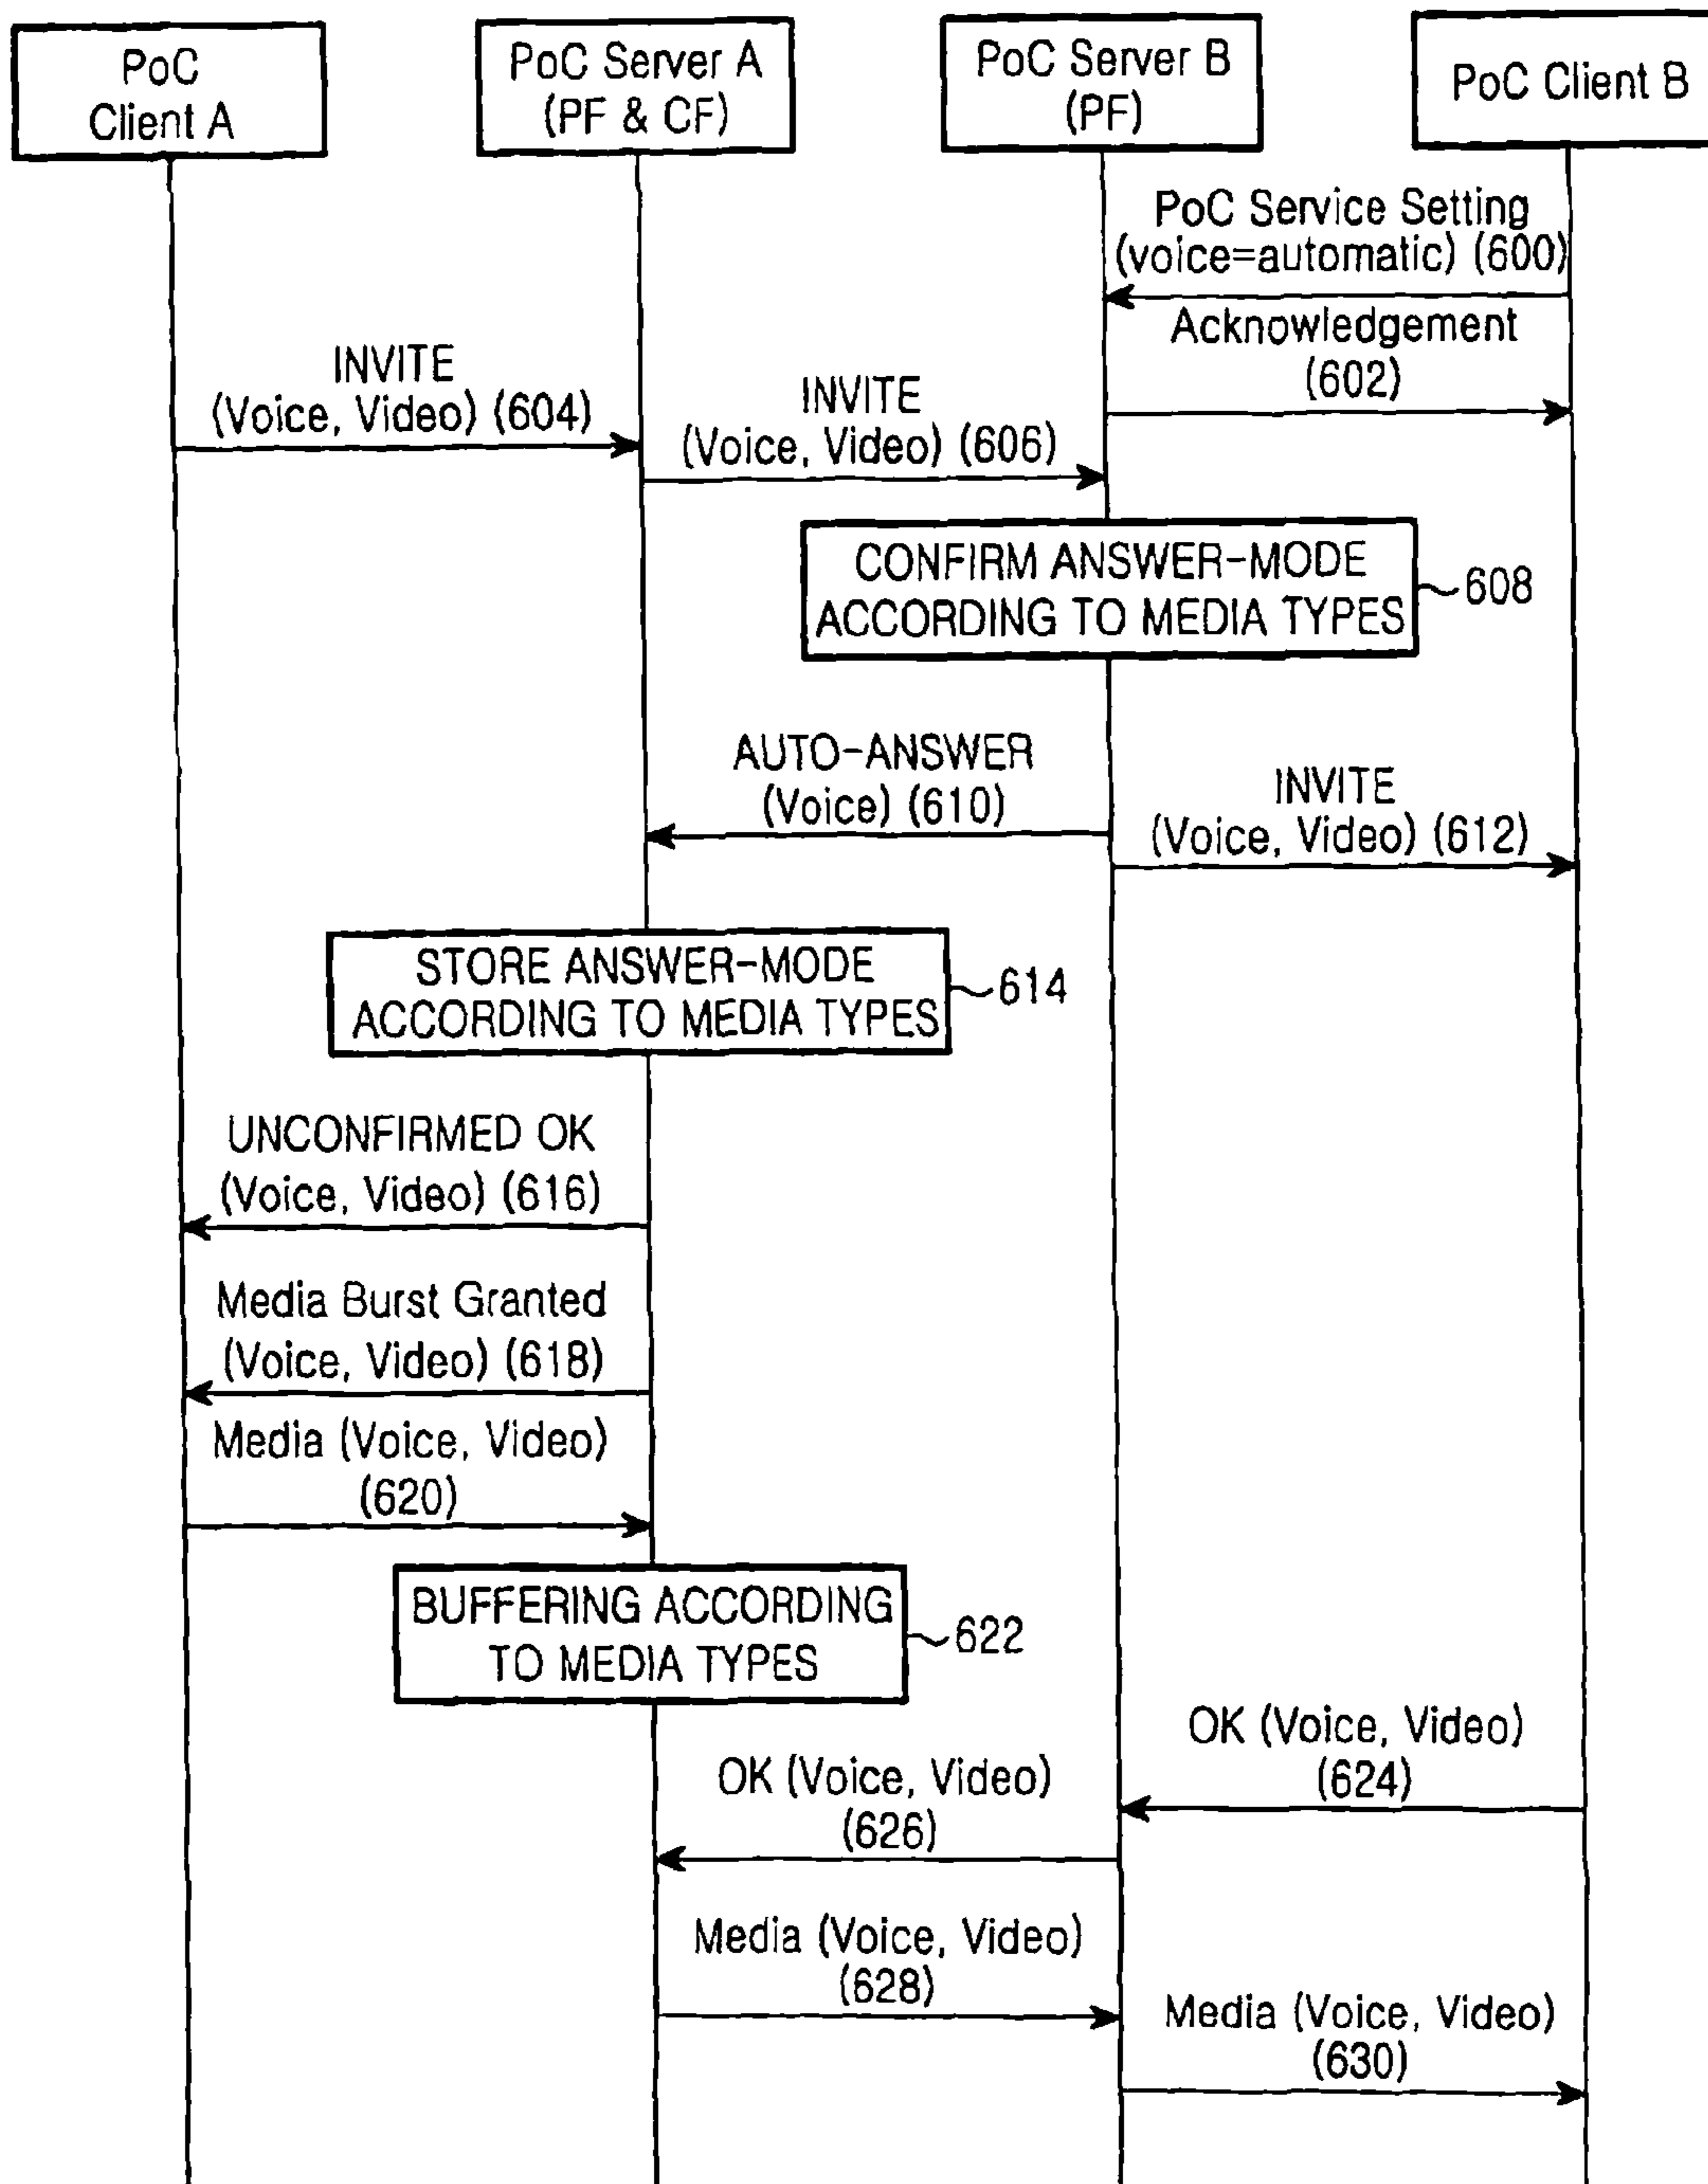 PoC
Client A
PoC Server A
(PF & CF)
PoC Server B
(PF)
PoC Client B
PoC Service Setting
(voice=automatic) (600)
Acknowledgement
(602)
INVITE
(Voice, Video) (604)
INVITE
(Voice, Video) (606)
CONFIRM ANSWER-MODE
ACCORDING TO MEDIA TYPES
608
AUTO-ANSWER
(Voice) (610)
INVITE
(Voice, Video) (612)
STORE ANSWER-MODE
ACCORDING TO MEDIA TYPES
614
UNCONFIRMED OK
(Voice, Video) (616)
Media Burst Granted
(Voice, Video) (618)
Media (Voice, Video)
(620)
BUFFERING ACCORDING
TO MEDIA TYPES
622
OK (Voice, Video)
(624)
OK (Voice, Video)
(626)
Media (Voice, Video)
(628)
Media (Voice, Video)
(630)